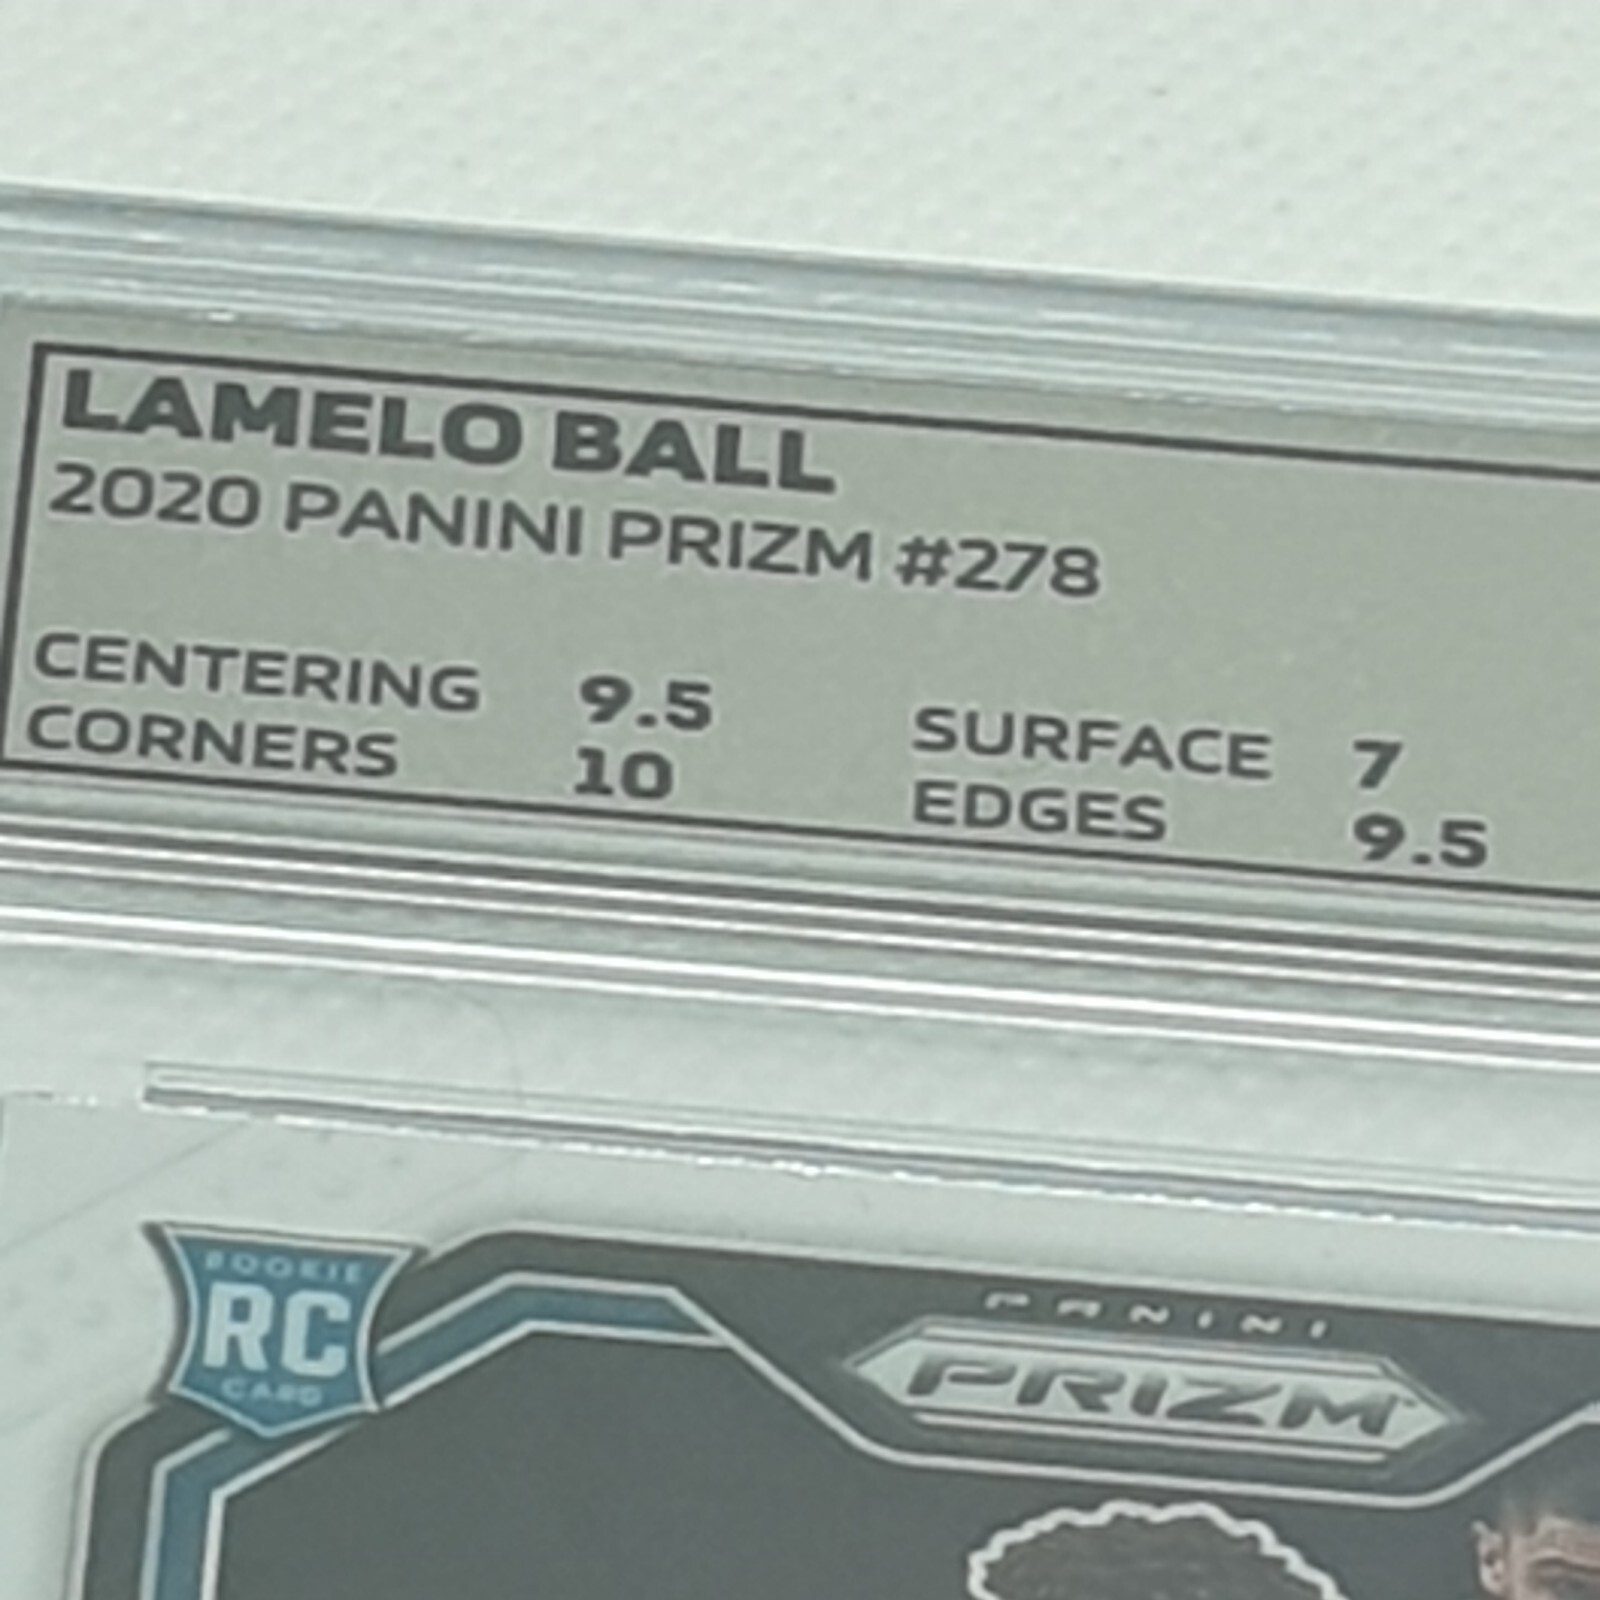 LAMELO BALL
2020 PANINI PRIZM #278
CENTERING 9.5 SURFACE 7
CORNERS 10 EDGES 9.5
ROOKIE
RC
CARD
PANINI
PRIZM